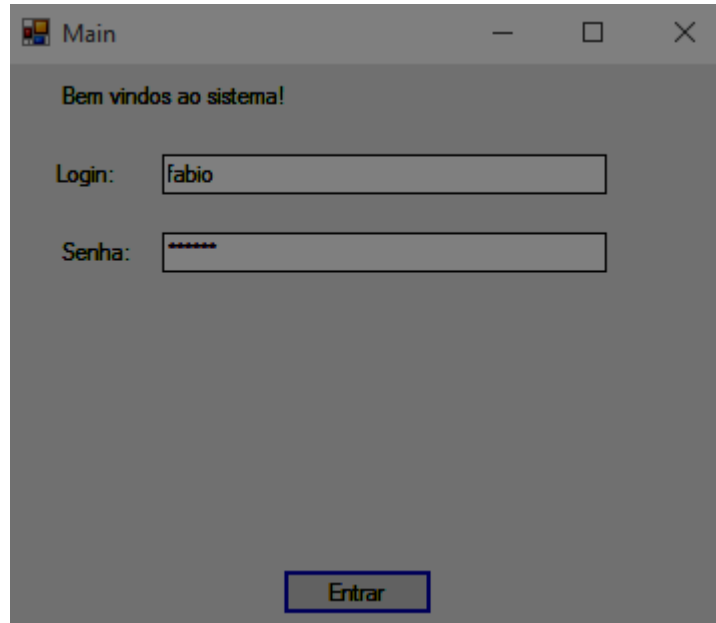 Main
Bem vindos ao sistema!
Login: fabio
Senha: ******
Entrar